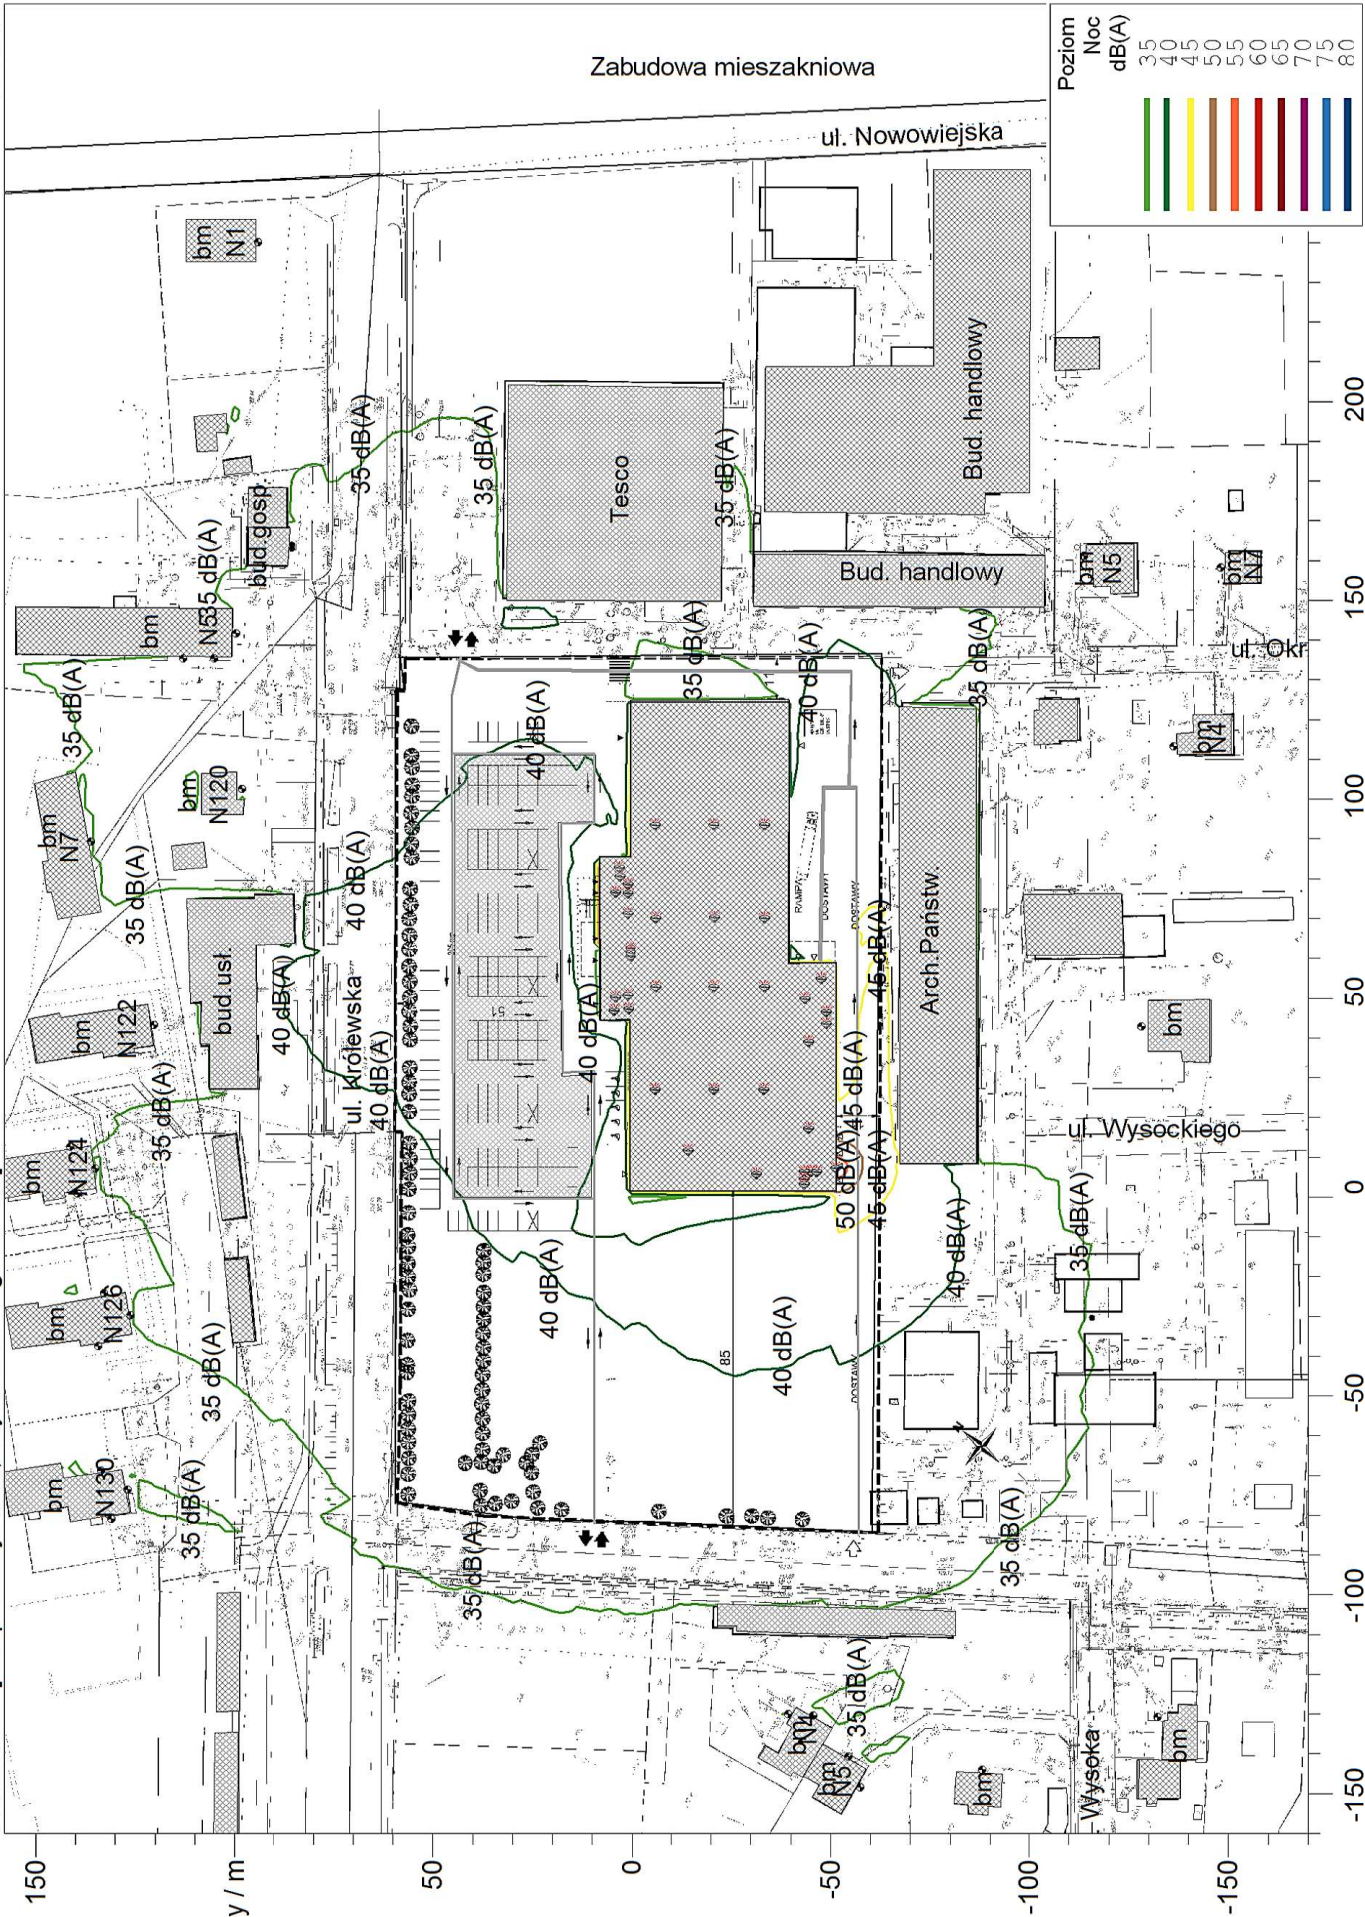 Zabudowa mieszakniowa
ul. Nowowiejska
Poziom
Noc
dB(A)
35
40
45
50
55
60
65
70
75
80
bm
N1
35 dB(A)
35 dB(A)
Tesco
35 dB(A)
Bud. handlowy
bud.gosp.
35 dB(A)
bm
N5
Bud. handlowy
bm
N5
bm
N7
35 dB(A)
35 dB(A)
40 dB(A)
35 dB(A)
ul. Okr
40 dB(A)
bm
N4
bm
N7
bm
N120
35 dB(A)
40 dB(A)
RAMPA
DOSTAWY
DOSTAWY
45 dB(A)
Arch.Państw.
bud.usł.
40 dB(A)
bm
N122
ul. Królewska
40 dB(A)
51
40 dB(A)
45 dB(A)
bm
35 dB(A)
bm
N124
50 dB(A)
45 dB(A)
ul. Wysockiego
40 dB(A)
35 dB(A)
bm
N126
40 dB(A)
85
40 dB(A)
DOSTAWY
35 dB(A)
bm
N130
35 dB(A)
35 dB(A)
35 dB(A)
35 dB(A)
bm
N4
bm
N5
bm
Wysoka
bm
150
y / m
50
0
-50
-100
-150
200
150
100
50
0
-50
-100
-150